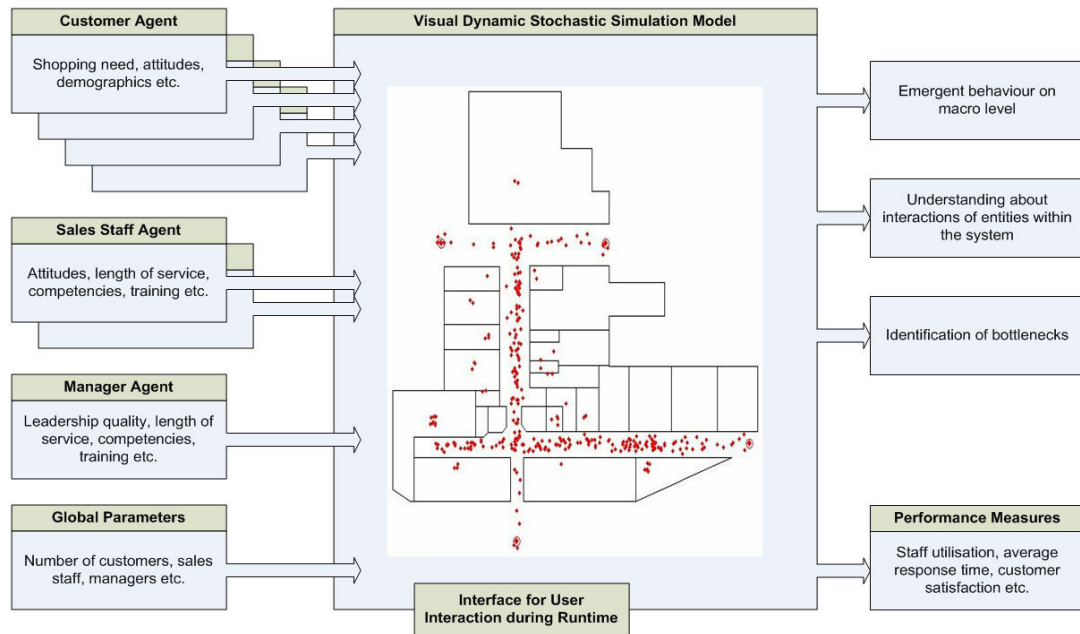 Customer Agent
Shopping need, attitudes,
demographics etc.
Sales Staff Agent
Attitudes, length of service,
competencies, training etc.
Manager Agent
Leadership quality, length of
service, competencies,
training etc.
Global Parameters
Number of customers, sales
staff, managers etc.
Visual Dynamic Stochastic Simulation Model
Interface for User
Interaction during Runtime
Emergent behaviour on
macro level
Understanding about
interactions of entities within
the system
Identification of bottlenecks
Performance Measures
Staff utilisation, average
response time, customer
satisfaction etc.